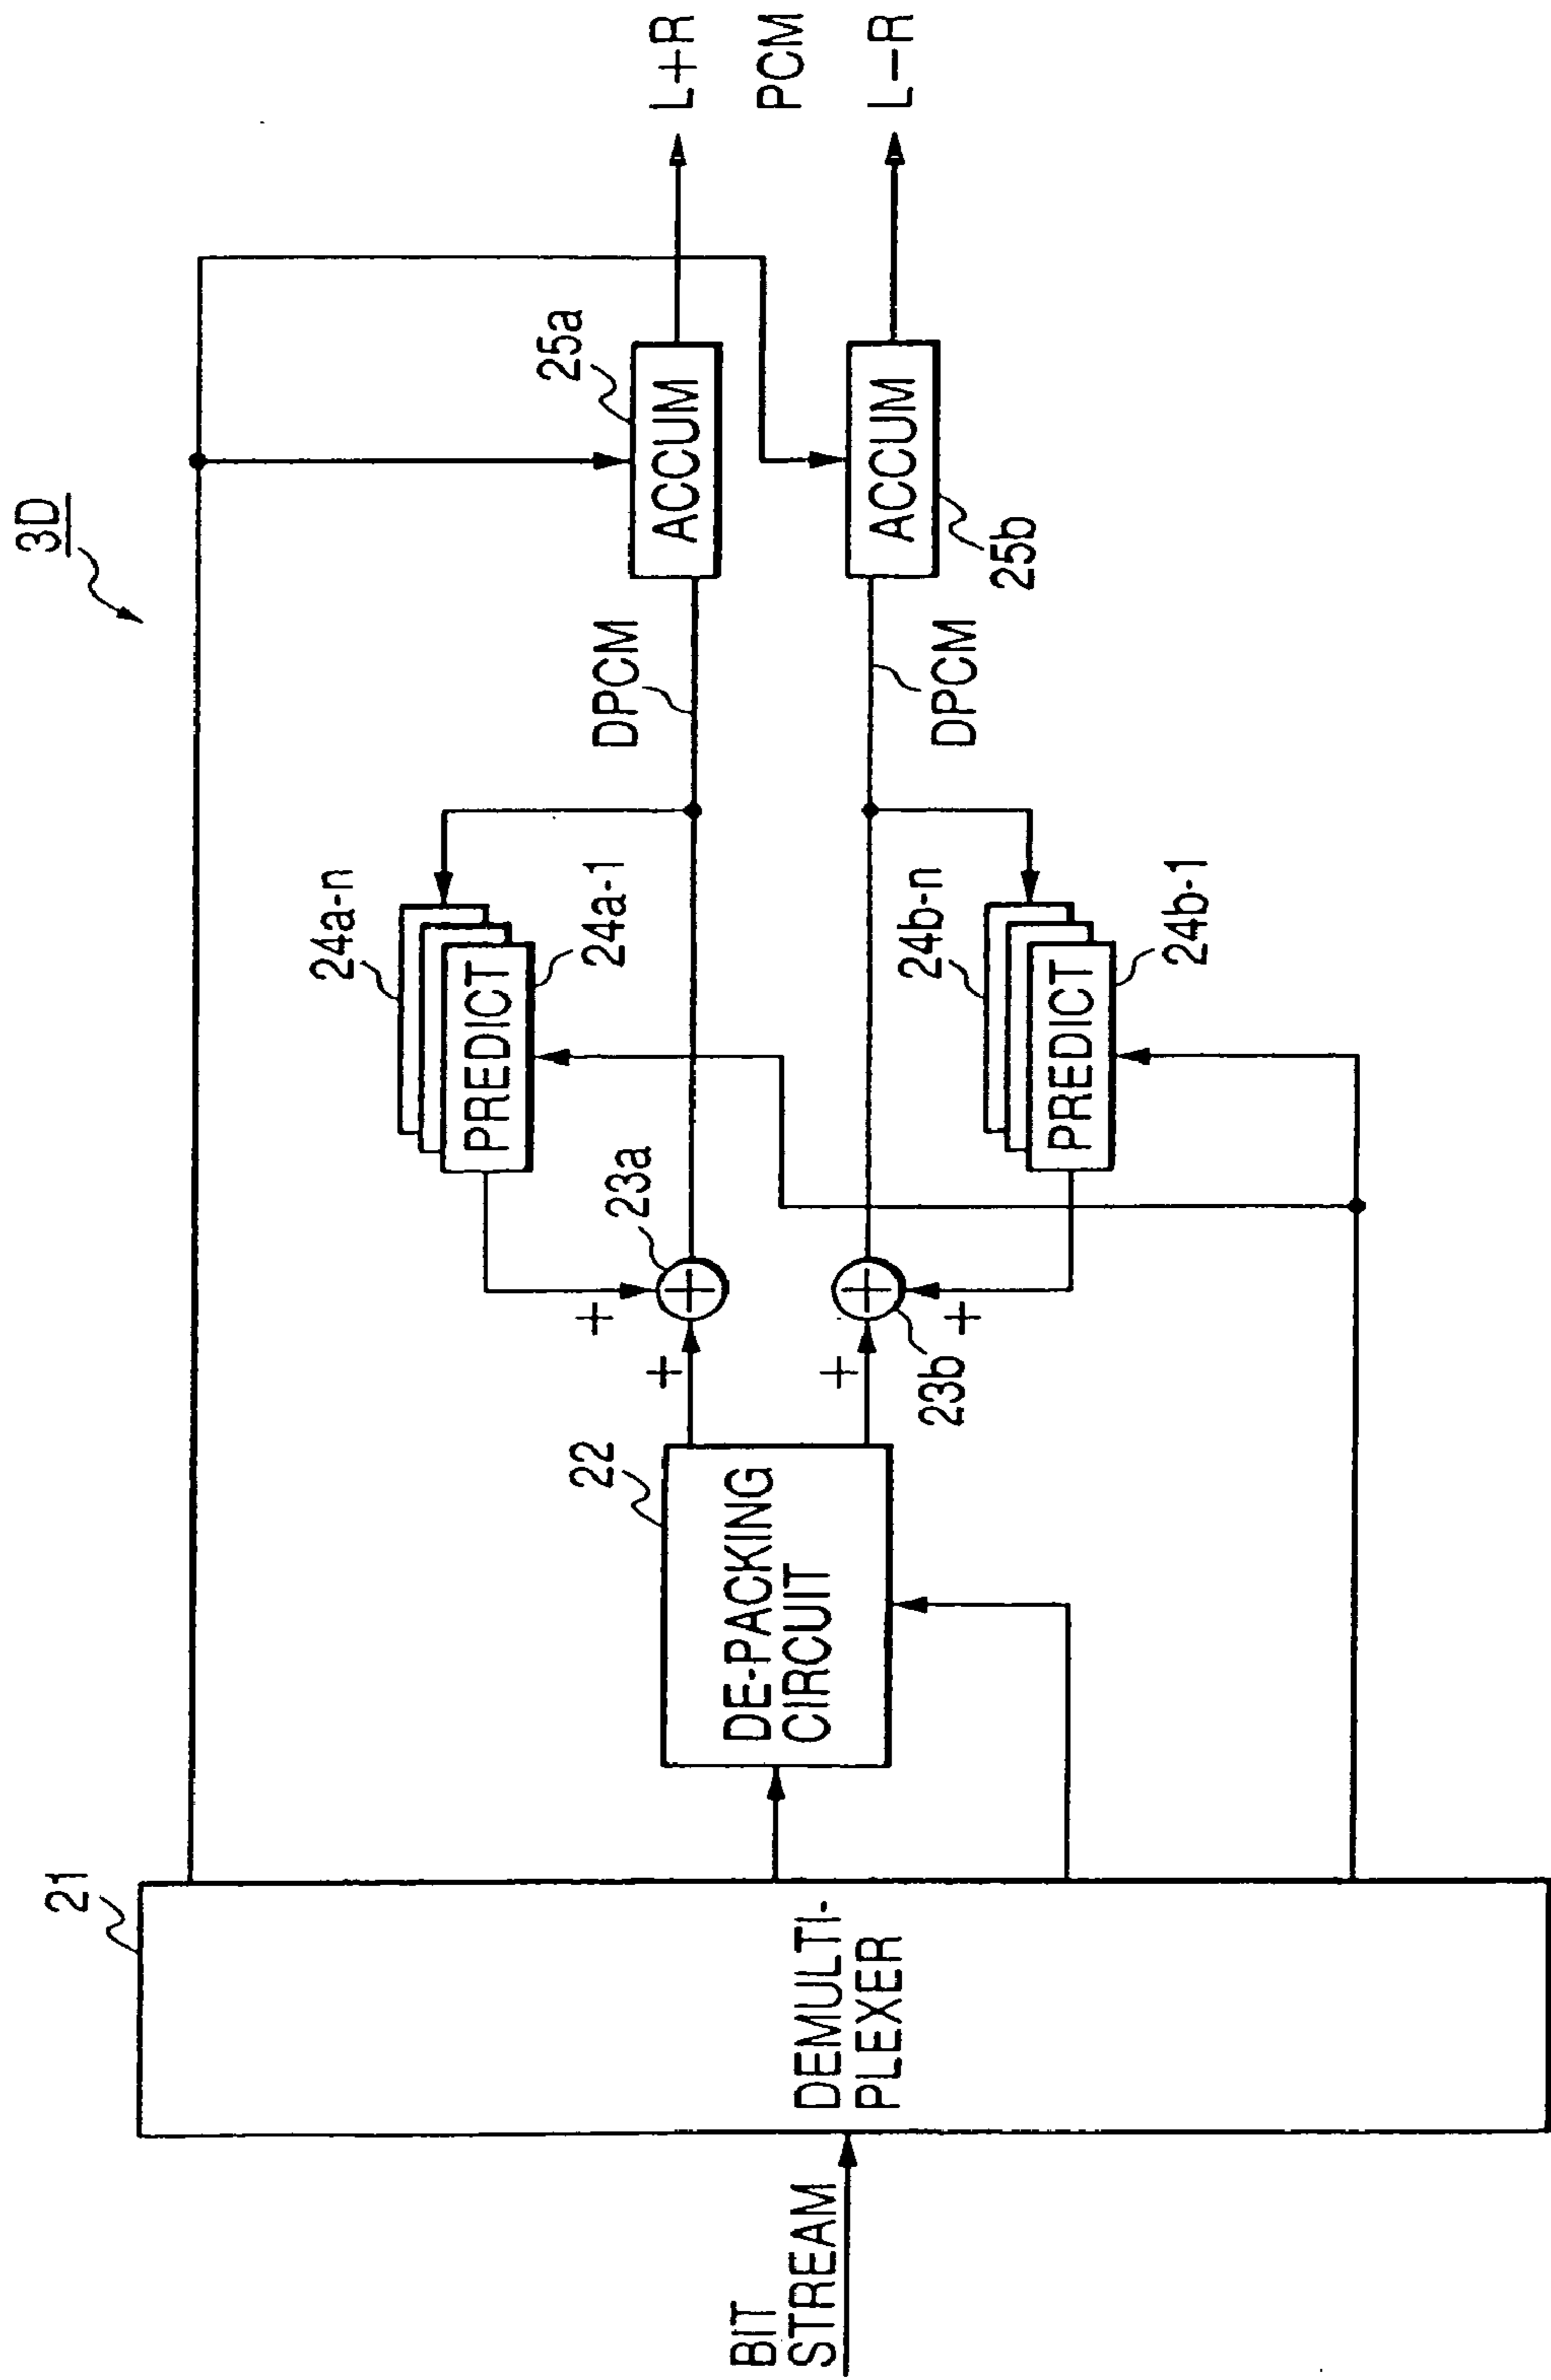 3D
21
BIT
STREAM
DEMULTI-
PLEXER
22
DE-PACKING
CIRCUIT
+
+
+
+
23a
23b
24a-n
PREDICT
24a-1
24b-n
PREDICT
24b-1
DPCM
DPCM
25a
ACCUM
ACCUM
25b
L+R
PCM
L-R